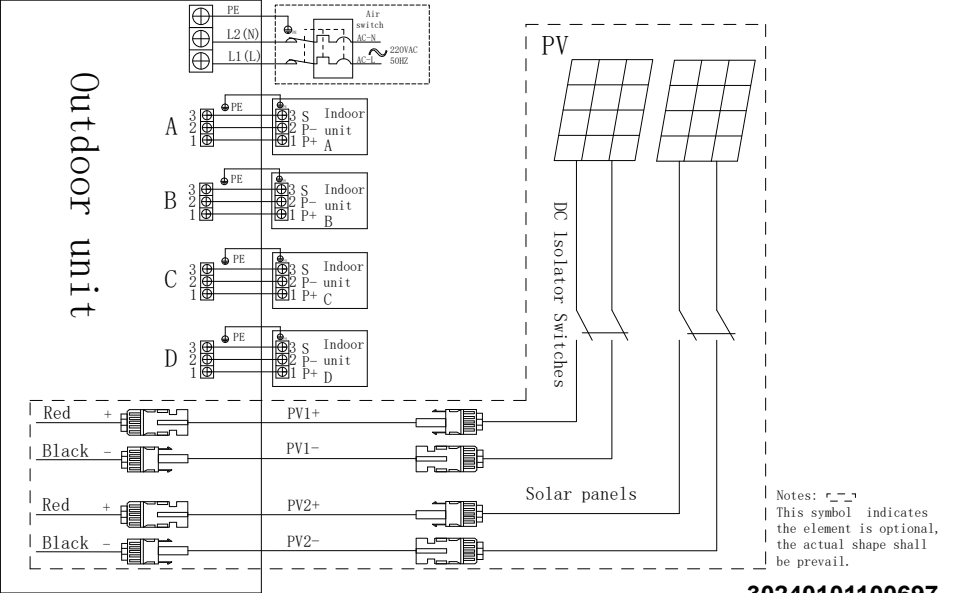 Outdoor unit
PE
L2(N)
L1(L)
Air
switch
AC-N
AC-L
220VAC
50HZ
A
3
2
1
PE
3 S
2 P-
1 P+
Indoor
unit
A
B
3
2
1
PE
3 S
2 P-
1 P+
Indoor
unit
B
C
3
2
1
PE
3 S
2 P-
1 P+
Indoor
unit
C
D
3
2
1
PE
3 S
2 P-
1 P+
Indoor
unit
D
PV
DC lsolator Switches
Red +
PV1+
Black -
PV1-
Red +
PV2+
Black -
PV2-
Solar panels
Notes:
This symbol indicates
the element is optional,
the actual shape shall
be prevail.
30240101100697